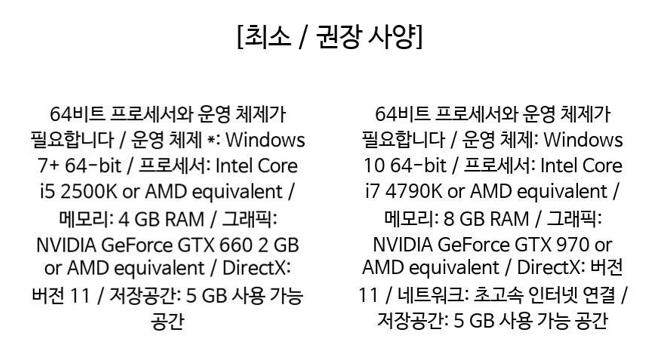 [최소 / 권장 사양]
64비트 프로세서와 운영 체제가
필요합니다 / 운영 체제 *: Windows
7+ 64-bit / 프로세서: Intel Core
i5 2500K or AMD equivalent /
메모리: 4 GB RAM / 그래픽:
NVIDIA GeForce GTX 660 2 GB
or AMD equivalent / DirectX:
버전 11 / 저장공간: 5 GB 사용 가능
공간
64비트 프로세서와 운영 체제가
필요합니다 / 운영 체제: Windows
10 64-bit / 프로세서: Intel Core
i7 4790K or AMD equivalent /
메모리: 8 GB RAM / 그래픽:
NVIDIA GeForce GTX 970 or
AMD equivalent / DirectX: 버전
11 / 네트워크: 초고속 인터넷 연결 /
저장공간: 5 GB 사용 가능 공간